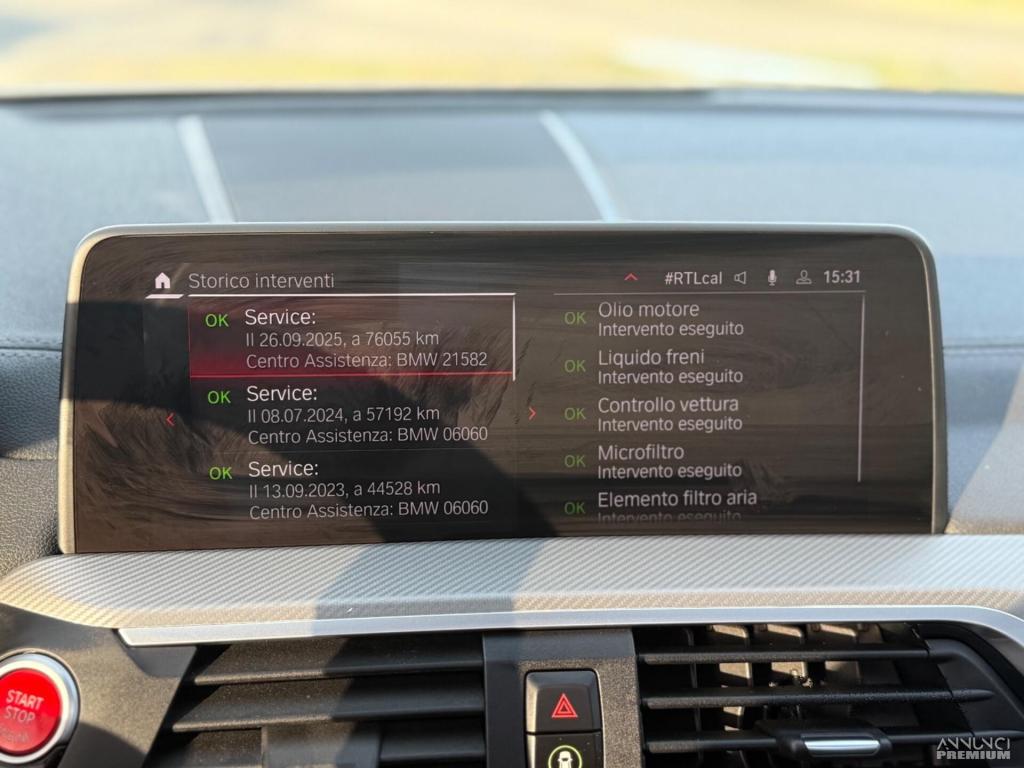 Storico interventi
#RTLcal
15:31
OK Service:
Il 26.09.2025, a 76055 km
Centro Assistenza: BMW 21582
OK Service:
Il 08.07.2024, a 57192 km
Centro Assistenza: BMW 06060
OK Service:
Il 13.09.2023, a 44528 km
Centro Assistenza: BMW 06060
OK Olio motore
Intervento eseguito
OK Liquido freni
Intervento eseguito
OK Controllo vettura
Intervento eseguito
OK Microfiltro
Intervento eseguito
OK Elemento filtro aria
Intervento eseguito
START
STOP
ANNUNCI
PREMIUM